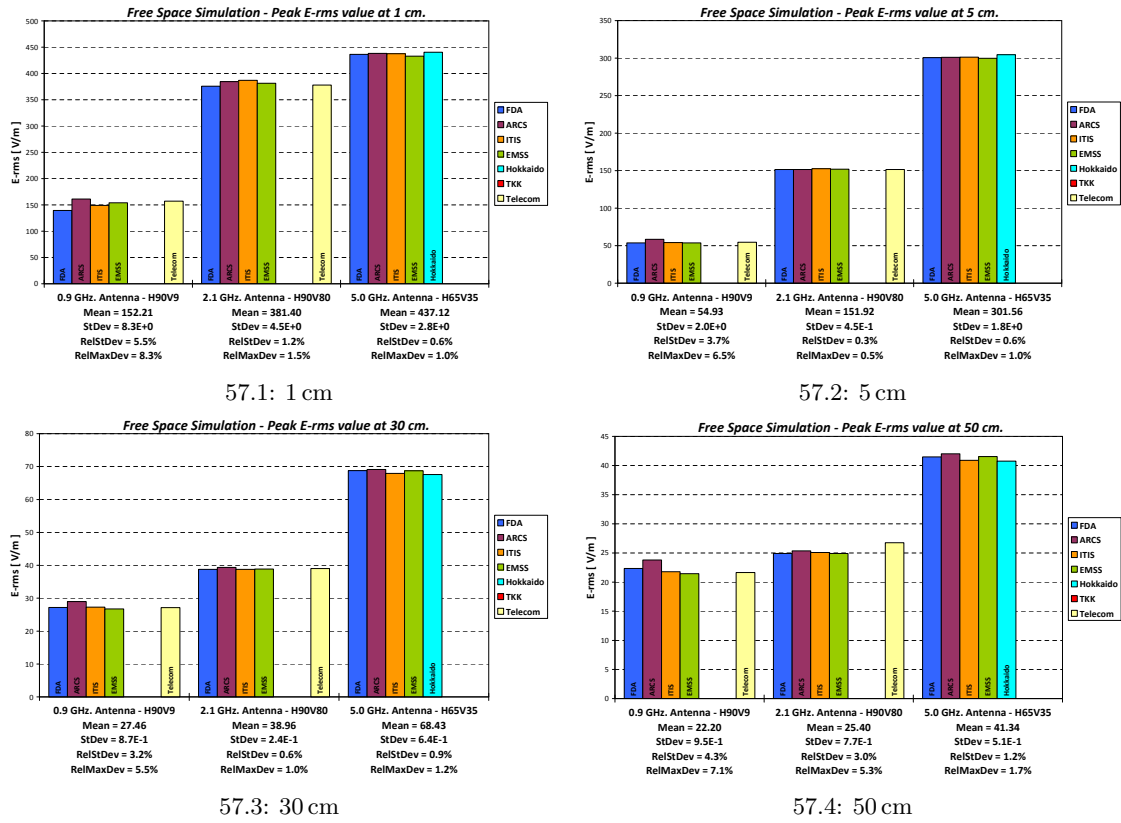 Free Space Simulation - Peak E-rms value at 1 cm.
500
450
400
350
300
250
200
150
100
50
0
E-rms [ V/m ]
FDA
ARCS
ITIS
EMSS
Telecom
FDA
ARCS
ITIS
EMSS
Telecom
FDA
ARCS
ITIS
EMSS
Hokkaido
FDA
ARCS
ITIS
EMSS
Hokkaido
TKK
Telecom
0.9 GHz. Antenna - H90V9
Mean = 152.21
StDev = 8.3E+0
RelStDev = 5.5%
RelMaxDev = 8.3%
2.1 GHz. Antenna - H90V80
Mean = 381.40
StDev = 4.5E+0
RelStDev = 1.2%
RelMaxDev = 1.5%
5.0 GHz. Antenna - H65V35
Mean = 437.12
StDev = 2.8E+0
RelStDev = 0.6%
RelMaxDev = 1.0%
57.1: 1 cm
Free Space Simulation - Peak E-rms value at 5 cm.
350
300
250
200
150
100
50
0
E-rms [ V/m ]
FDA
ARCS
ITIS
EMSS
Telecom
FDA
ARCS
ITIS
EMSS
Telecom
FDA
ARCS
ITIS
EMSS
Hokkaido
FDA
ARCS
ITIS
EMSS
Hokkaido
TKK
Telecom
0.9 GHz. Antenna - H90V9
Mean = 54.93
StDev = 2.0E+0
RelStDev = 3.7%
RelMaxDev = 6.5%
2.1 GHz. Antenna - H90V80
Mean = 151.92
StDev = 4.5E-1
RelStDev = 0.3%
RelMaxDev = 0.5%
5.0 GHz. Antenna - H65V35
Mean = 301.56
StDev = 1.8E+0
RelStDev = 0.6%
RelMaxDev = 1.0%
57.2: 5 cm
Free Space Simulation - Peak E-rms value at 30 cm.
80
70
60
50
40
30
20
10
0
E-rms [ V/m ]
FDA
ARCS
ITIS
EMSS
Telecom
FDA
ARCS
ITIS
EMSS
Telecom
FDA
ARCS
ITIS
EMSS
Hokkaido
FDA
ARCS
ITIS
EMSS
Hokkaido
TKK
Telecom
0.9 GHz. Antenna - H90V9
Mean = 27.46
StDev = 8.7E-1
RelStDev = 3.2%
RelMaxDev = 5.5%
2.1 GHz. Antenna - H90V80
Mean = 38.96
StDev = 2.4E-1
RelStDev = 0.6%
RelMaxDev = 1.0%
5.0 GHz. Antenna - H65V35
Mean = 68.43
StDev = 6.4E-1
RelStDev = 0.9%
RelMaxDev = 1.2%
57.3: 30 cm
Free Space Simulation - Peak E-rms value at 50 cm.
45
40
35
30
25
20
15
10
5
0
E-rms [ V/m ]
FDA
ARCS
ITIS
EMSS
Telecom
FDA
ARCS
ITIS
EMSS
Telecom
FDA
ARCS
ITIS
EMSS
Hokkaido
FDA
ARCS
ITIS
EMSS
Hokkaido
TKK
Telecom
0.9 GHz. Antenna - H90V9
Mean = 22.20
StDev = 9.5E-1
RelStDev = 4.3%
RelMaxDev = 7.1%
2.1 GHz. Antenna - H90V80
Mean = 25.40
StDev = 7.7E-1
RelStDev = 3.0%
RelMaxDev = 5.3%
5.0 GHz. Antenna - H65V35
Mean = 41.34
StDev = 5.1E-1
RelStDev = 1.2%
RelMaxDev = 1.7%
57.4: 50 cm